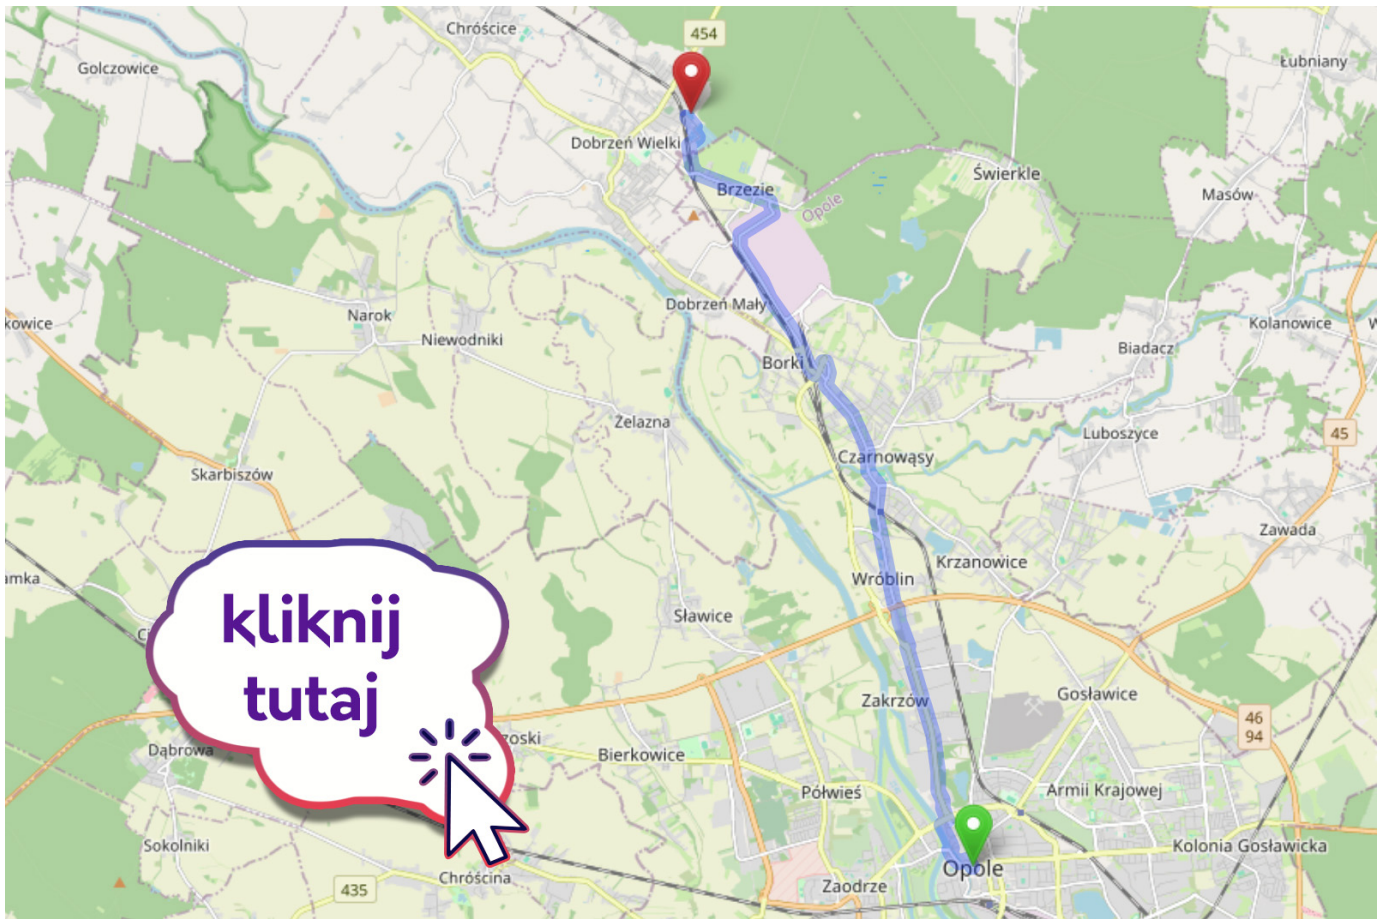 454
Chróścice
Golczowice
Łubniany
Dobrzeń Wielki
Świerkle
Brzezie
Masów
Opole
Dobrzeń Mały
Narok
kowice
Niewodniki
Kolanowice
Biadacz
Borki
Żelazna
Luboszyce
45
Czarnowąsy
Skarbiszów
Zawada
Krzanowice
amka
Wróblin
kliknij
tutaj
Sławice
Zakrzów
Gosławice
46
94
Dąbrowa
zoski
Bierkowice
Półwieś
Armii Krajowej
Sokolniki
Kolonia Gosławicka
Opole
Chróścina
435
Zaodrze